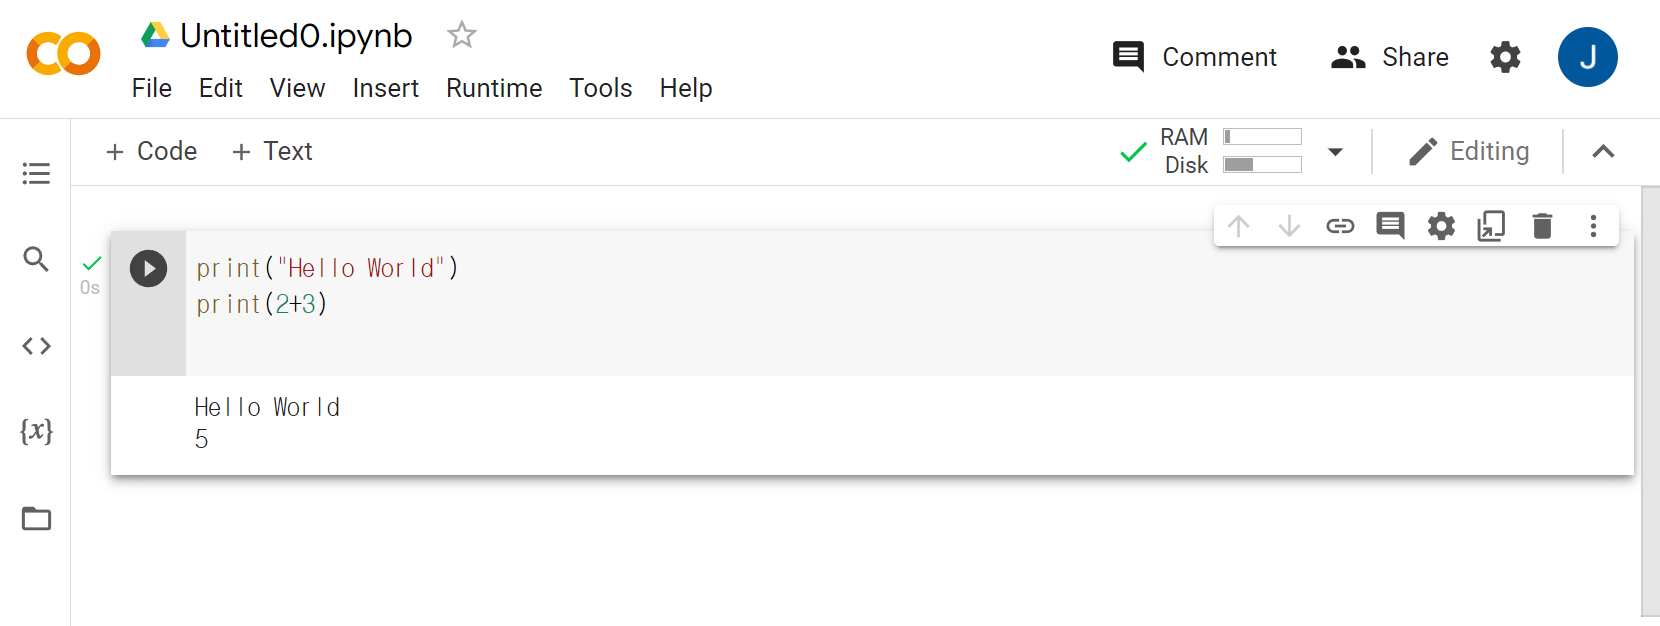 Untitled0.ipynb
File Edit View Insert Runtime Tools Help
Comment Share J
+ Code + Text
RAM
Disk
Editing
print("Hello World")
print(2+3)
0s
Hello World
5
{x}